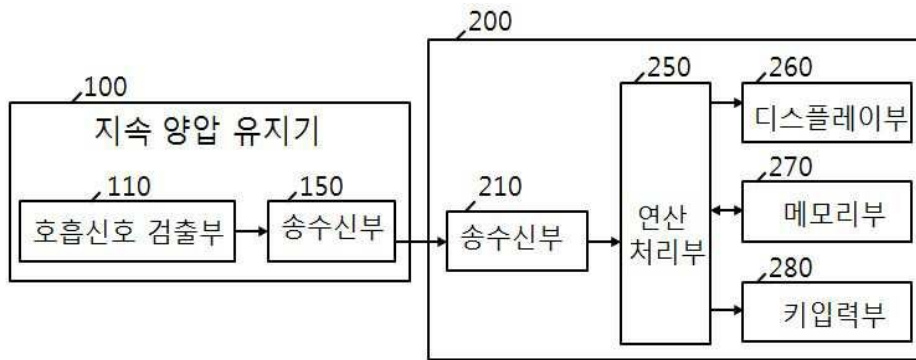 200
100
지속 양압 유지기
110
호흡신호 검출부
150
송수신부
210
송수신부
250
연산
처리부
260
디스플레이부
270
메모리부
280
키입력부